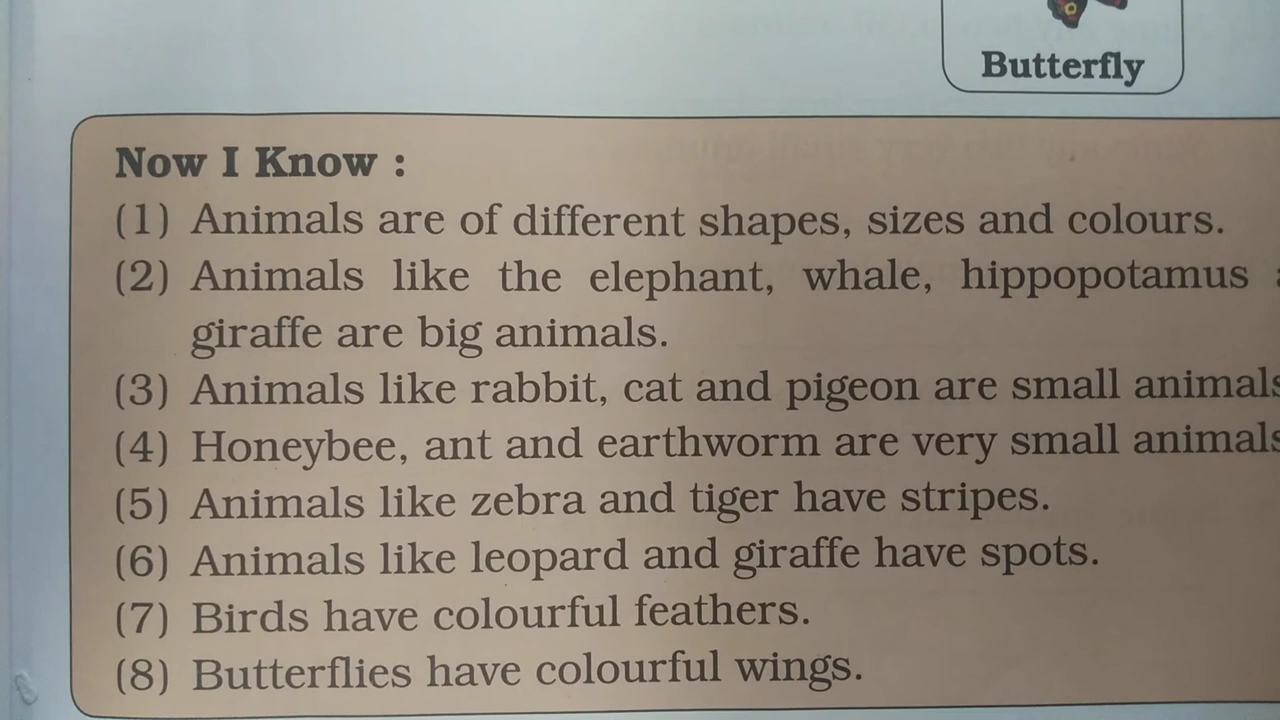 Butterfly
Now I Know :
(1) Animals are of different shapes, sizes and colours.
(2) Animals like the elephant, whale, hippopotamus
giraffe are big animals.
(3) Animals like rabbit, cat and pigeon are small animals
(4) Honeybee, ant and earthworm are very small animals
(5) Animals like zebra and tiger have stripes.
(6) Animals like leopard and giraffe have spots.
(7) Birds have colourful feathers.
(8) Butterflies have colourful wings.